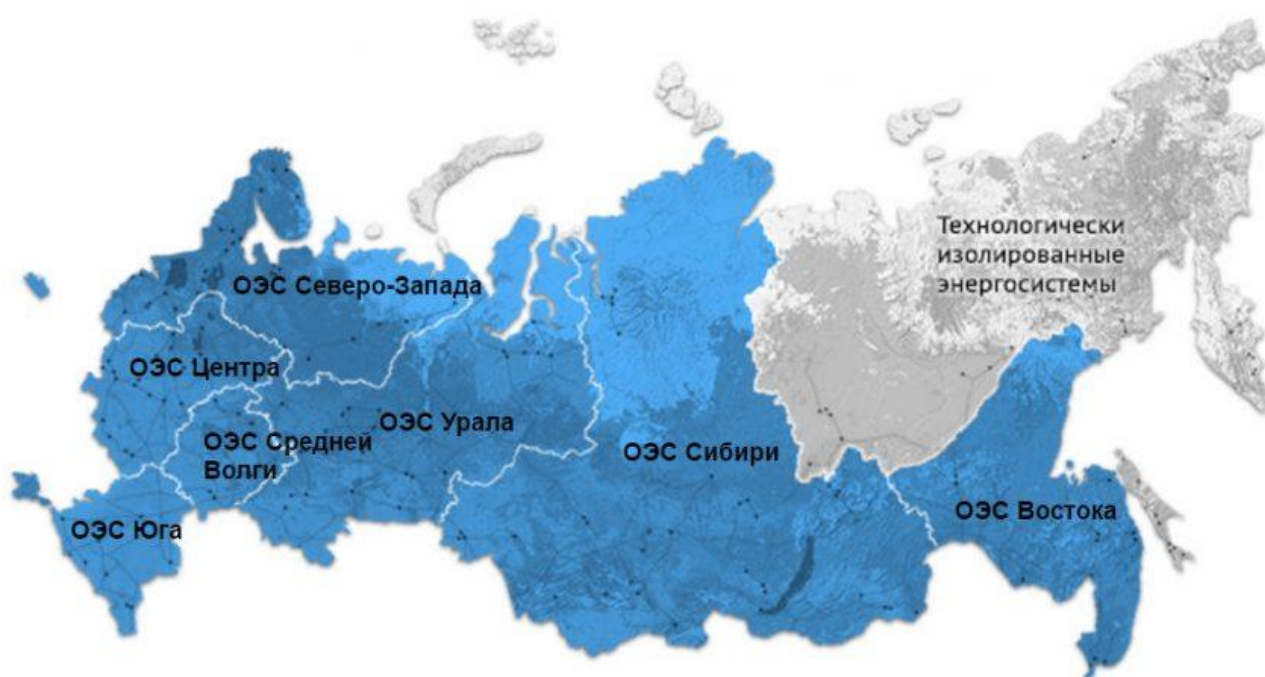 Технологически
изолированные
энергосистемы
ОЭС Северо-Запада
ОЭС Центра
ОЭС Урала
ОЭС Средней
Волги
ОЭС Сибири
ОЭС Востока
ОЭС Юга